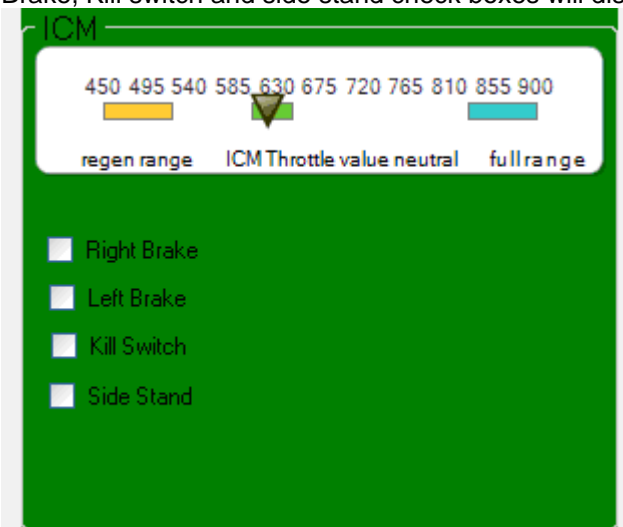 Brake, Kill switch and side stand check boxes will dis
ICM
450 495 540 585 630 675 720 765 810 855 900
regen range ICM Throttle value neutral full range
Right Brake
Left Brake
Kill Switch
Side Stand